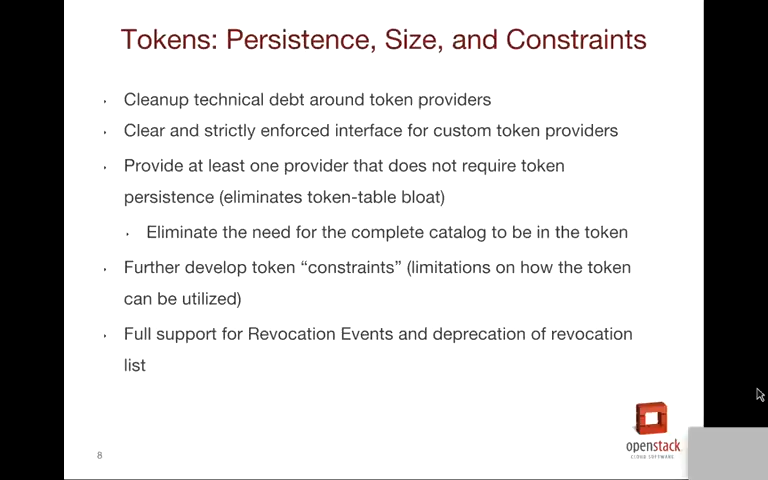 Tokens: Persistence, Size, and Constraints
Cleanup technical debt around token providers
Clear and strictly enforced interface for custom token providers
Provide at least one provider that does not require token
persistence (eliminates token-table bloat)
Eliminate the need for the complete catalog to be in the token
Further develop token “constraints” (limitations on how the token
can be utilized)
Full support for Revocation Events and deprecation of revocation
list
openstack
CLOUD SOFTWARE
8